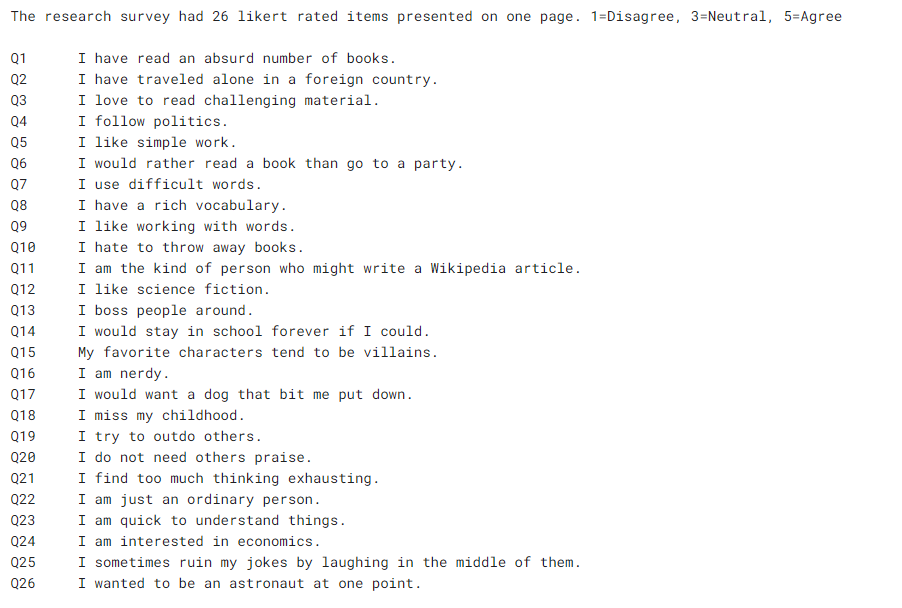 The research survey had 26 likert rated items presented on one page. 1=Disagree, 3=Neutral, 5=Agree
Q1 I have read an absurd number of books.
Q2 I have traveled alone in a foreign country.
Q3 I love to read challenging material.
Q4 I follow politics.
Q5 I like simple work.
Q6 I would rather read a book than go to a party.
Q7 I use difficult words.
Q8 I have a rich vocabulary.
Q9 I like working with words.
Q10 I hate to throw away books.
Q11 I am the kind of person who might write a Wikipedia article.
Q12 I like science fiction.
Q13 I boss people around.
Q14 I would stay in school forever if I could.
Q15 My favorite characters tend to be villains.
Q16 I am nerdy.
Q17 I would want a dog that bit me put down.
Q18 I miss my childhood.
Q19 I try to outdo others.
Q20 I do not need others praise.
Q21 I find too much thinking exhausting.
Q22 I am just an ordinary person.
Q23 I am quick to understand things.
Q24 I am interested in economics.
Q25 I sometimes ruin my jokes by laughing in the middle of them.
Q26 I wanted to be an astronaut at one point.